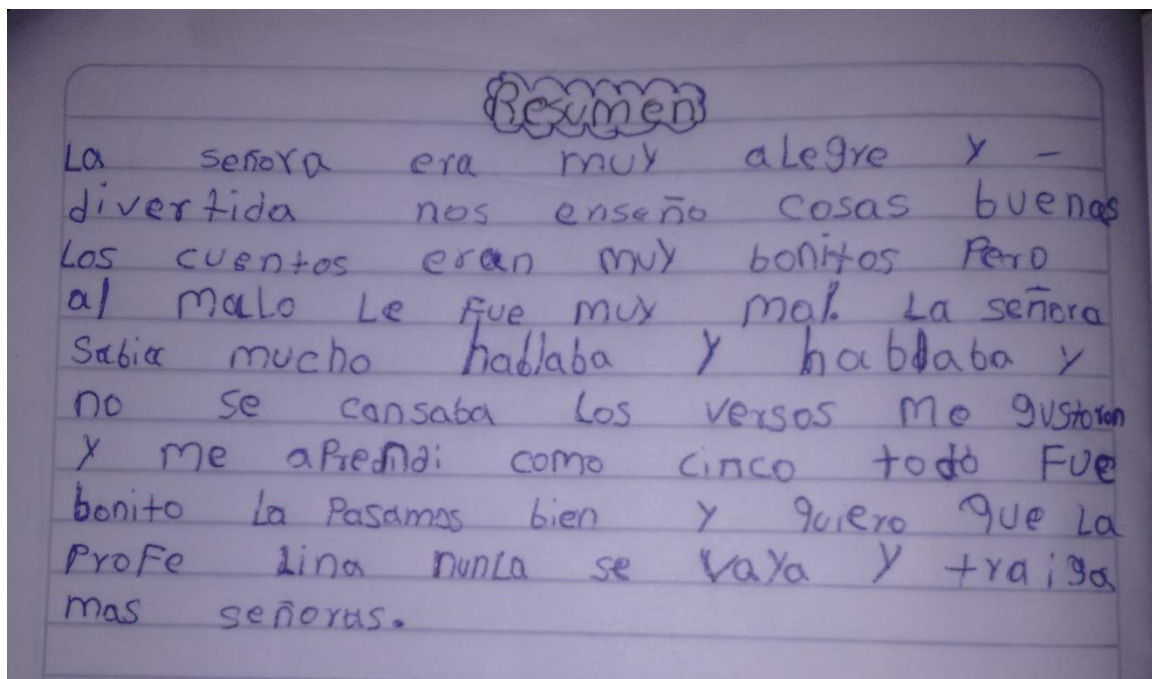 Resumen
La señora era muy alegre y -
divertida nos enseño cosas buenas
Los cuentos eran muy bonitos Pero
al malo Le Fue muy mal. La señora
Sabia mucho hablaba y hablaba y
no se cansaba Los versos me gustoron
y me aprendi como cinco todo Fue
bonito La Pasamos bien y quiero que La
ProFe Lina nunca se vaya y traiga
mas señoras.